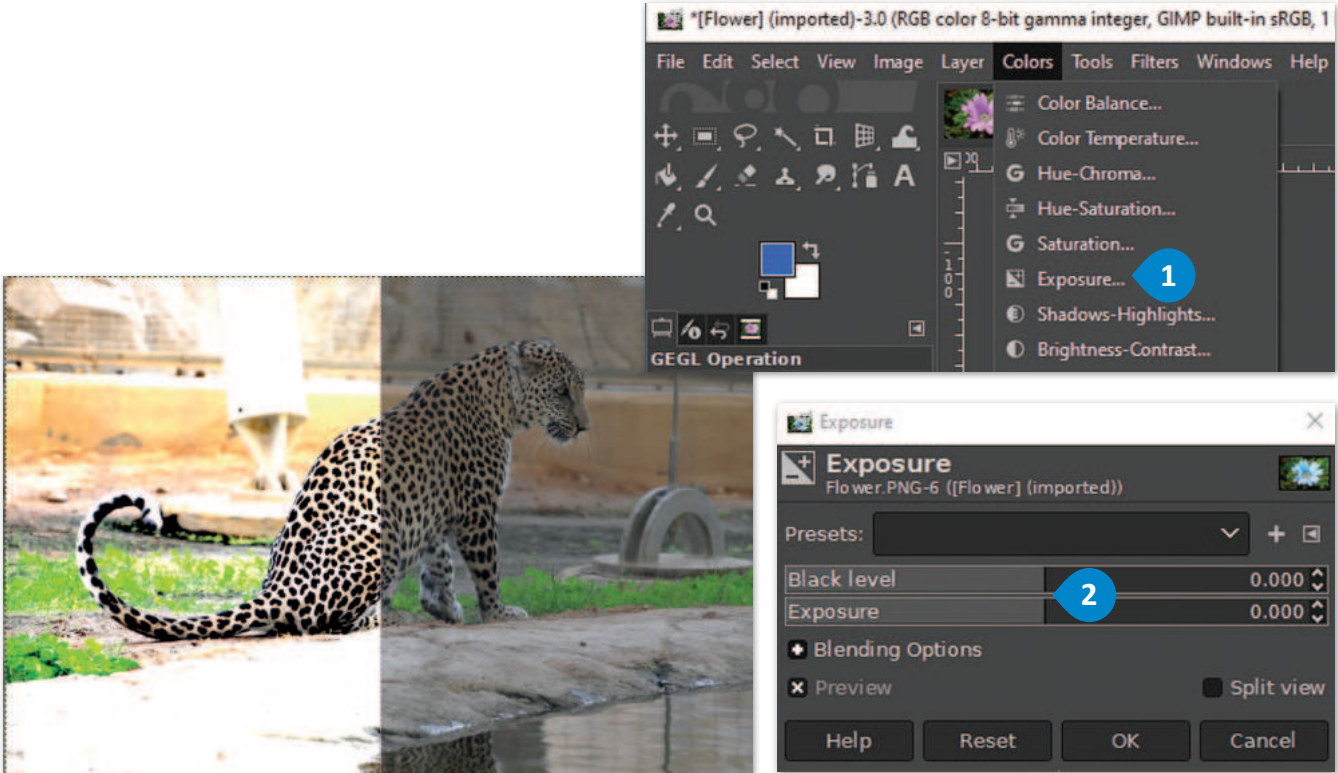 *[Flower] (imported)-3.0 (RGB color 8-bit gamma integer, GIMP built-in sRGB, 1
File Edit Select View Image Layer Colors Tools Filters Windows Help
Color Balance...
Color Temperature...
Hue-Chroma...
Hue-Saturation...
Saturation...
Exposure... 1
Shadows-Highlights...
Brightness-Contrast...
100
GEGL Operation
Exposure
Exposure
Flower.PNG-6 ([Flower] (imported))
Presets:
Black level 0.000
2
Exposure 0.000
Blending Options
Preview Split view
Help Reset OK Cancel